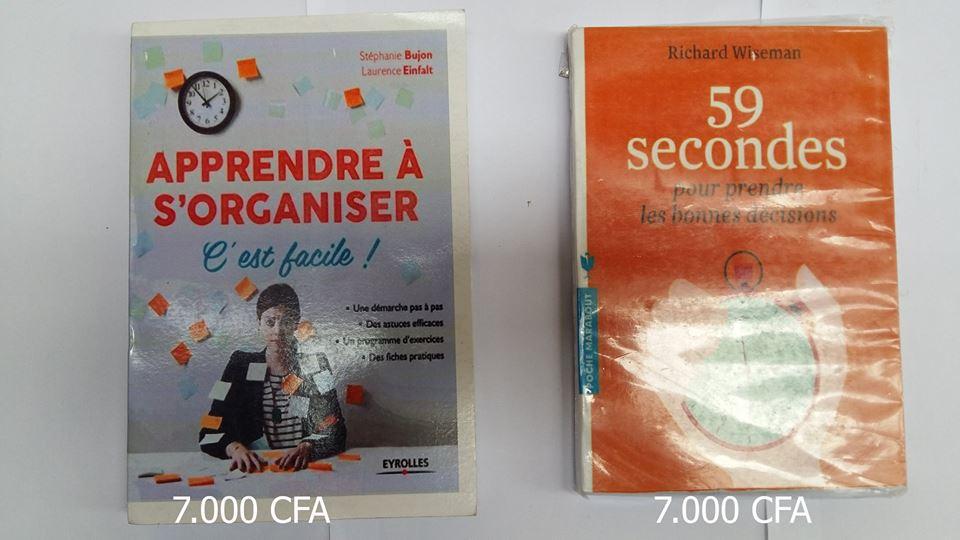 Stéphanie Bujon
Laurence Einfalt
APPRENDRE À
S'ORGANISER
C'est facile !
• Une démarche pas à pas
• Des astuces efficaces
• Un programme d'exercices
• Des fiches pratiques
EYROLLES
7.000 CFA
Richard Wiseman
59
secondes
pour prendre
les bonnes décisions
POCHE MARABOUT
7.000 CFA